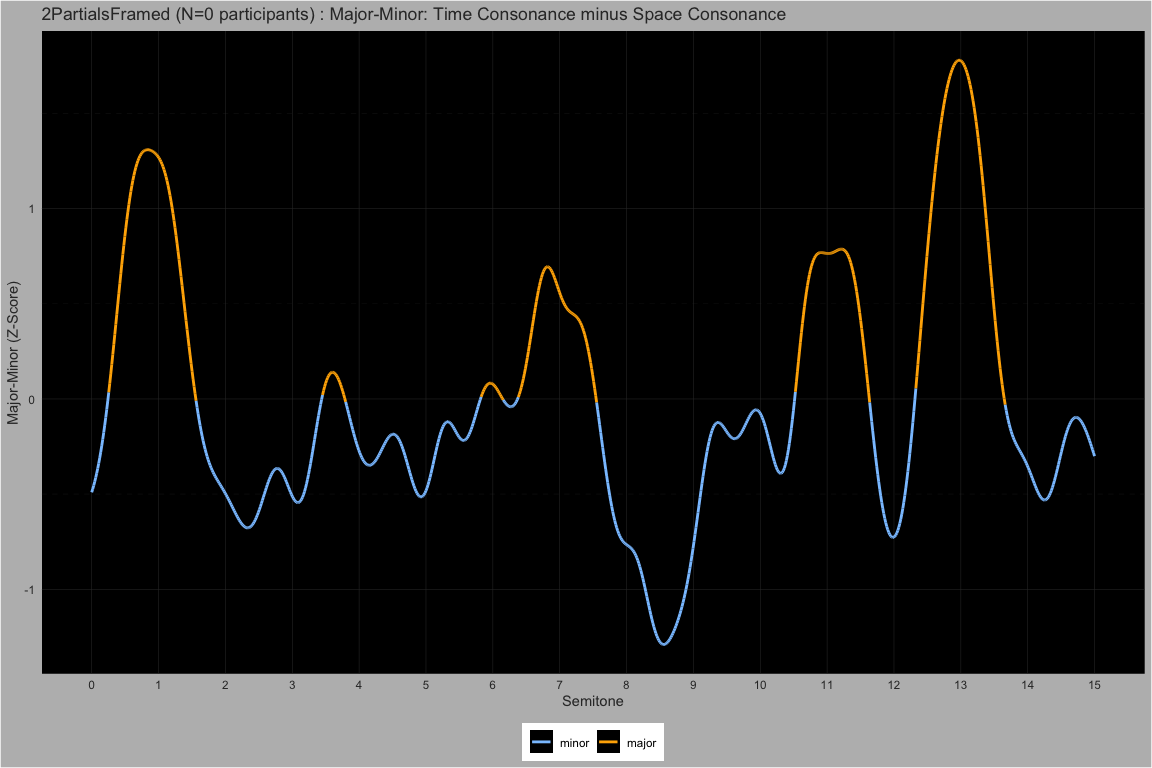 2PartialsFramed (N=0 participants) : Major-Minor: Time Consonance minus Space Consonance
Major-Minor (Z-Score)
1
0
-1
0 1 2 3 4 5 6 7 8 9 10 11 12 13 14 15
Semitone
minor major